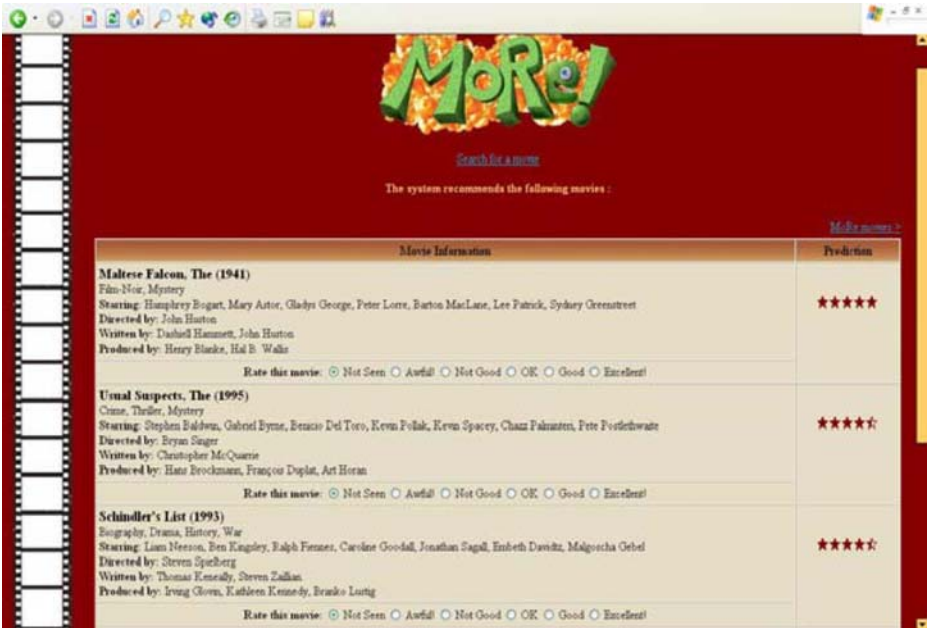 MoRe!
Search for a movie
The system recommends the following movies :
MoRe movies >
Movie Information Prediction
Maltese Falcon, The (1941)
Film-Noir, Mystery
Starring: Humphrey Bogart, Mary Astor, Gladys George, Peter Lorre, Barton MacLane, Lee Patrick, Sydney Greenstreet
Directed by: John Huston
Written by: Dashiell Hammett, John Huston
Produced by: Henry Blanke, Hal B. Wallis
Rate this movie: Not Seen Awful! Not Good OK Good Excellent!
Usual Suspects, The (1995)
Crime, Thriller, Mystery
Starring: Stephen Baldwin, Gabriel Byrne, Benicio Del Toro, Kevin Pollak, Kevin Spacey, Chazz Palminteri, Pete Postlethwaite
Directed by: Bryan Singer
Written by: Christopher McQuarrie
Produced by: Hans Brockmann, François Duplat, Art Horan
Rate this movie: Not Seen Awful! Not Good OK Good Excellent!
Schindler's List (1993)
Biography, Drama, History, War
Starring: Liam Neeson, Ben Kingsley, Ralph Fiennes, Caroline Goodall, Jonathan Sagall, Embeth Davidtz, Malgoscha Gebel
Directed by: Steven Spielberg
Written by: Thomas Keneally, Steven Zaillian
Produced by: Irving Glovin, Kathleen Kennedy, Branko Lustig
Rate this movie: Not Seen Awful! Not Good OK Good Excellent!